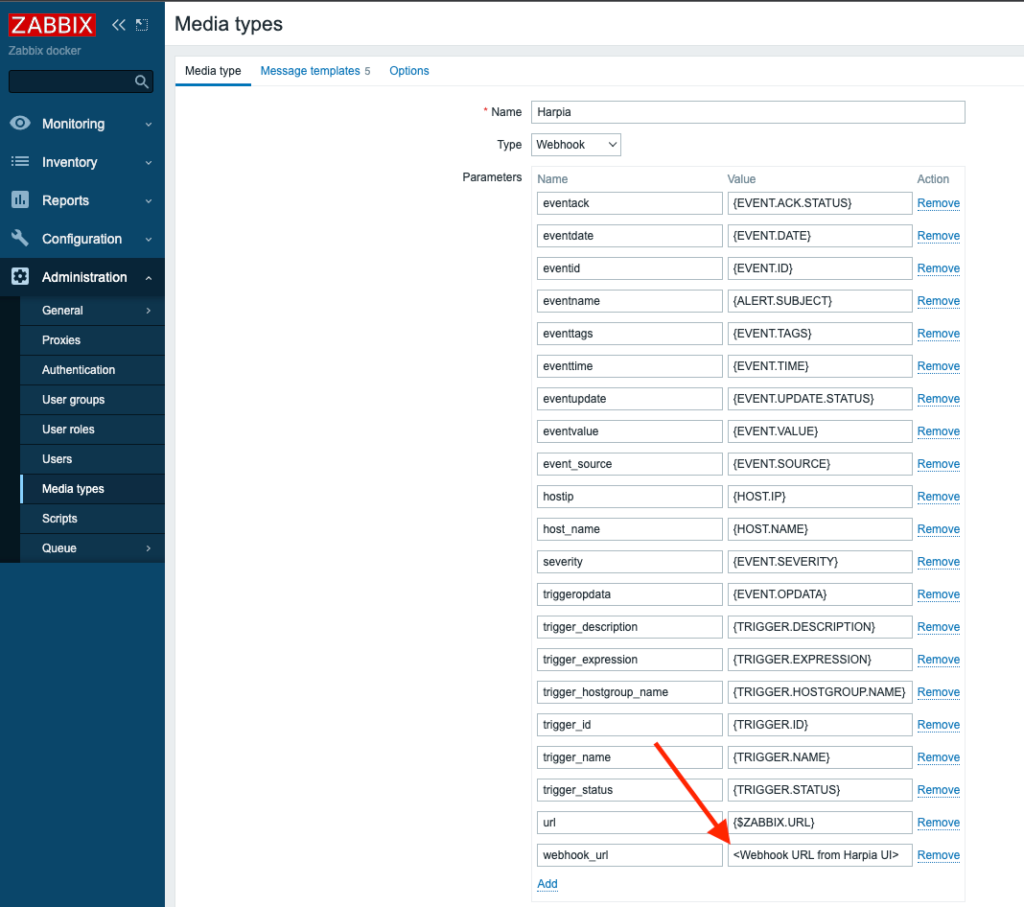 ZABBIX
Zabbix docker
Monitoring
Inventory
Reports
Configuration
Administration
General
Proxies
Authentication
User groups
User roles
Users
Media types
Scripts
Queue
Media types
Media type Message templates 5 Options
* Name Harpia
Type Webhook
Parameters Name Value Action
eventack {EVENT.ACK.STATUS} Remove
eventdate {EVENT.DATE} Remove
eventid {EVENT.ID} Remove
eventname {ALERT.SUBJECT} Remove
eventtags {EVENT.TAGS} Remove
eventtime {EVENT.TIME} Remove
eventupdate {EVENT.UPDATE.STATUS} Remove
eventvalue {EVENT.VALUE} Remove
event_source {EVENT.SOURCE} Remove
hostip {HOST.IP} Remove
host_name {HOST.NAME} Remove
severity {EVENT.SEVERITY} Remove
triggeropdata {EVENT.OPDATA} Remove
trigger_description {TRIGGER.DESCRIPTION} Remove
trigger_expression {TRIGGER.EXPRESSION} Remove
trigger_hostgroup_name {TRIGGER.HOSTGROUP.NAME} Remove
trigger_id {TRIGGER.ID} Remove
trigger_name {TRIGGER.NAME} Remove
trigger_status {TRIGGER.STATUS} Remove
url {$ZABBIX.URL} Remove
webhook_url <Webhook URL from Harpia UI> Remove
Add